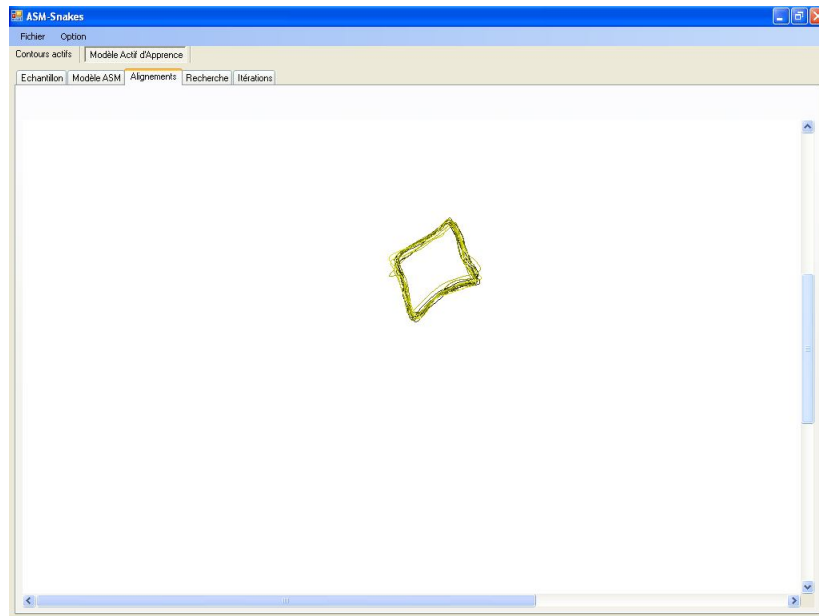 ASM-Snakes
Fichier Option
Contours actifs Modèle Actif d'Apprence
Echantillon Modèle ASM Alignements Recherche Itérations